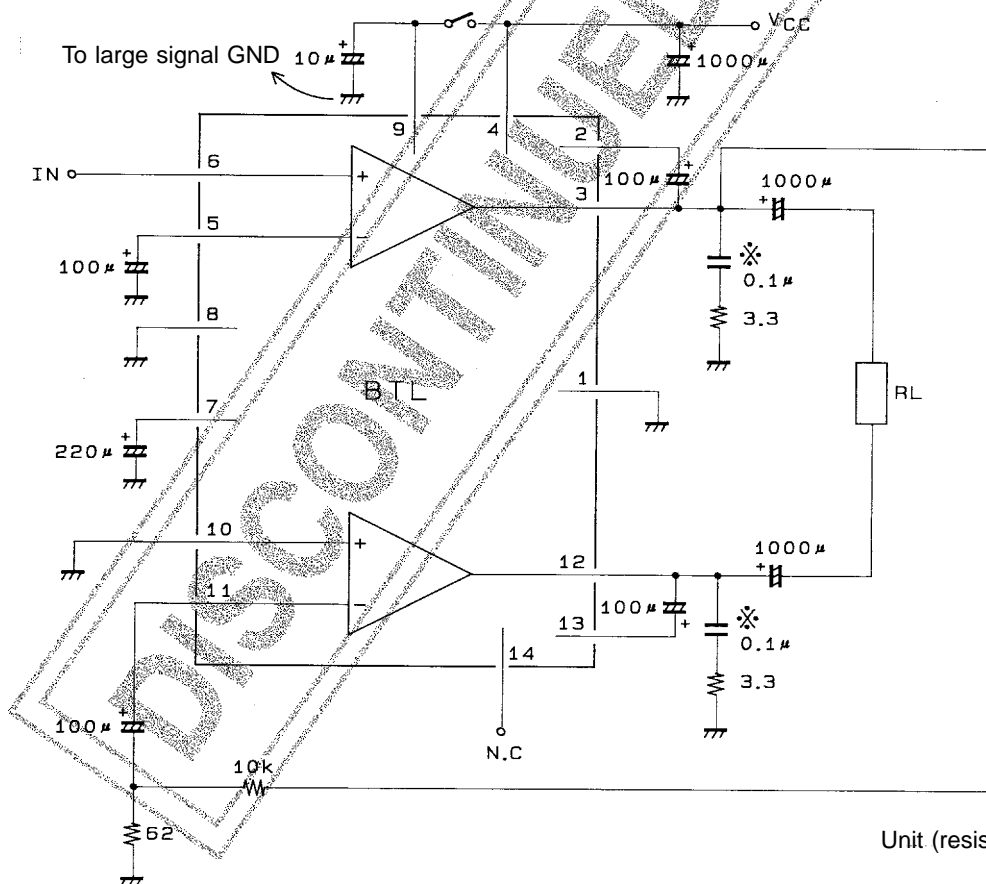 VCC
To large signal GND
10μ
+
+
1000μ
9
4
2
6
IN
+
100μ
+
3
1000μ
+
5
−
+
100μ
※
0.1μ
8
3.3
BTL
1
RL
7
+
220μ
10
+
12
1000μ
+
11
−
100μ
+
13
※
0.1μ
14
3.3
+
100μ
N.C
10k
62
Unit (resis
DISCONTINUED